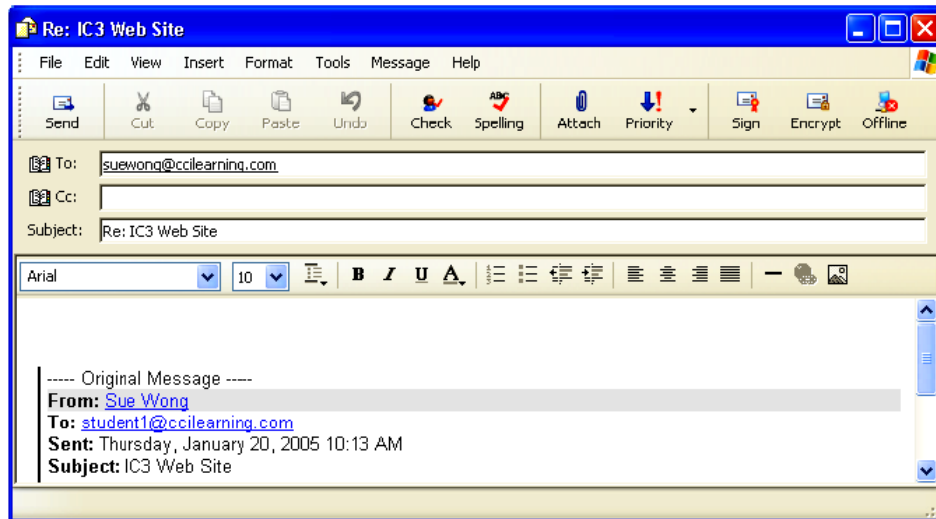 Re: IC3 Web Site
File Edit View Insert Format Tools Message Help
ABC
Send Cut Copy Paste Undo Check Spelling Attach Priority Sign Encrypt Offline
To: suewong@ccilearning.com
Cc:
Subject: Re: IC3 Web Site
Arial 10 B I U A
----- Original Message -----
From: Sue Wong
To: student1@ccilearning.com
Sent: Thursday, January 20, 2005 10:13 AM
Subject: IC3 Web Site